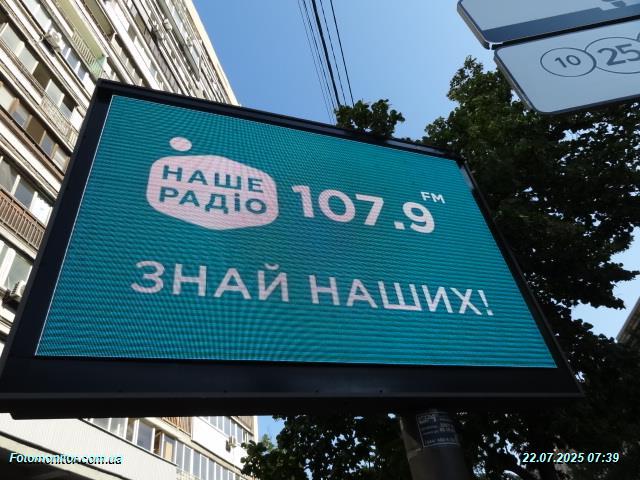 10 25
НАШЕ
РАДІО
107.9 FM
ЗНАЙ НАШИХ!
Fotomonitor.com.ua
22.07.2025 07:39